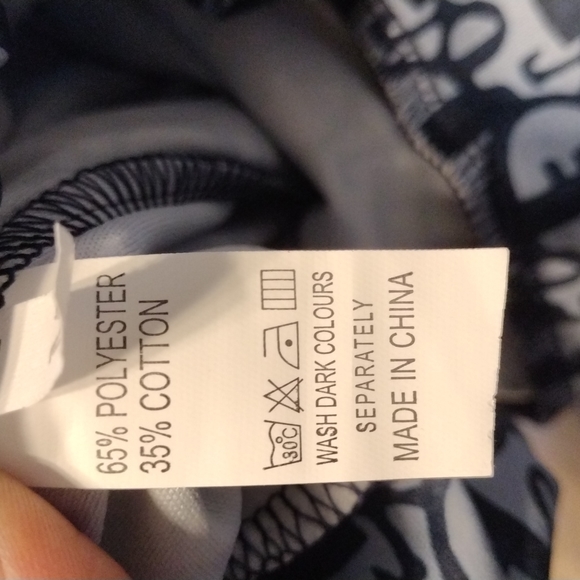 65% POLYESTER
35% COTTON
30°C
WASH DARK COLOURS
SEPARATELY
MADE IN CHINA